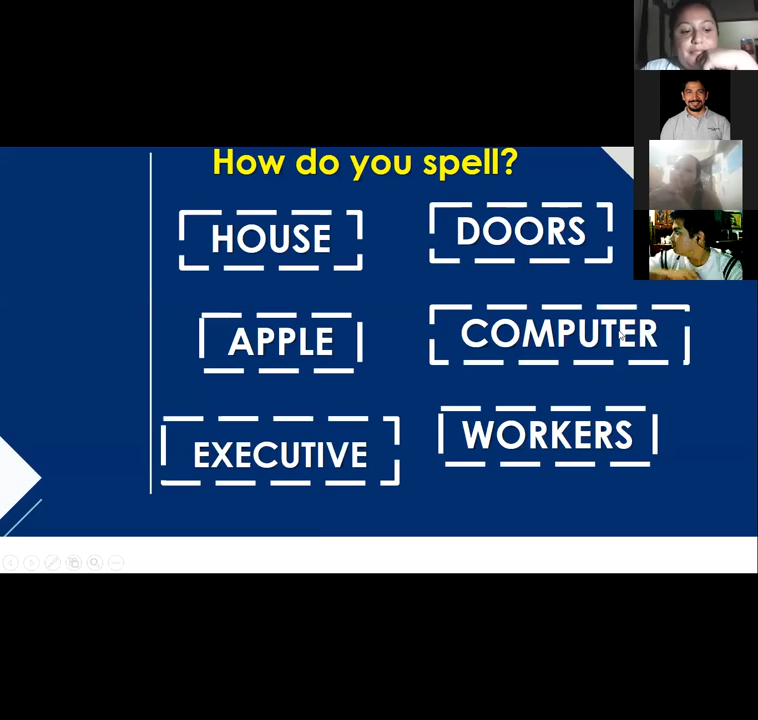 How do you spell?
HOUSE
DOORS
APPLE
COMPUTER
EXECUTIVE
WORKERS